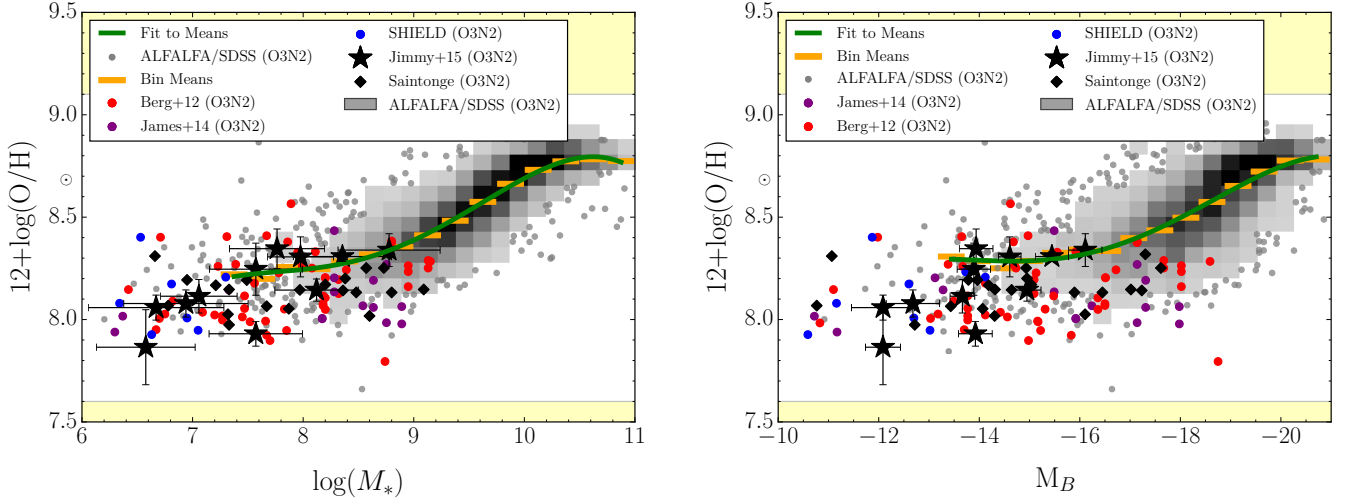 9.5
9.0
8.5
8.0
7.5
12+log(O/H)
⊙
Fit to Means
ALFALFA/SDSS (O3N2)
Bin Means
Berg+12 (O3N2)
James+14 (O3N2)
SHIELD (O3N2)
Jimmy+15 (O3N2)
Saintonge (O3N2)
ALFALFA/SDSS (O3N2)
6 7 8 9 10 11
log(M*)
9.5
9.0
8.5
8.0
7.5
12+log(O/H)
⊙
Fit to Means
Bin Means
ALFALFA/SDSS (O3N2)
James+14 (O3N2)
Berg+12 (O3N2)
SHIELD (O3N2)
Jimmy+15 (O3N2)
Saintonge (O3N2)
ALFALFA/SDSS (O3N2)
−10 −12 −14 −16 −18 −20
M_B